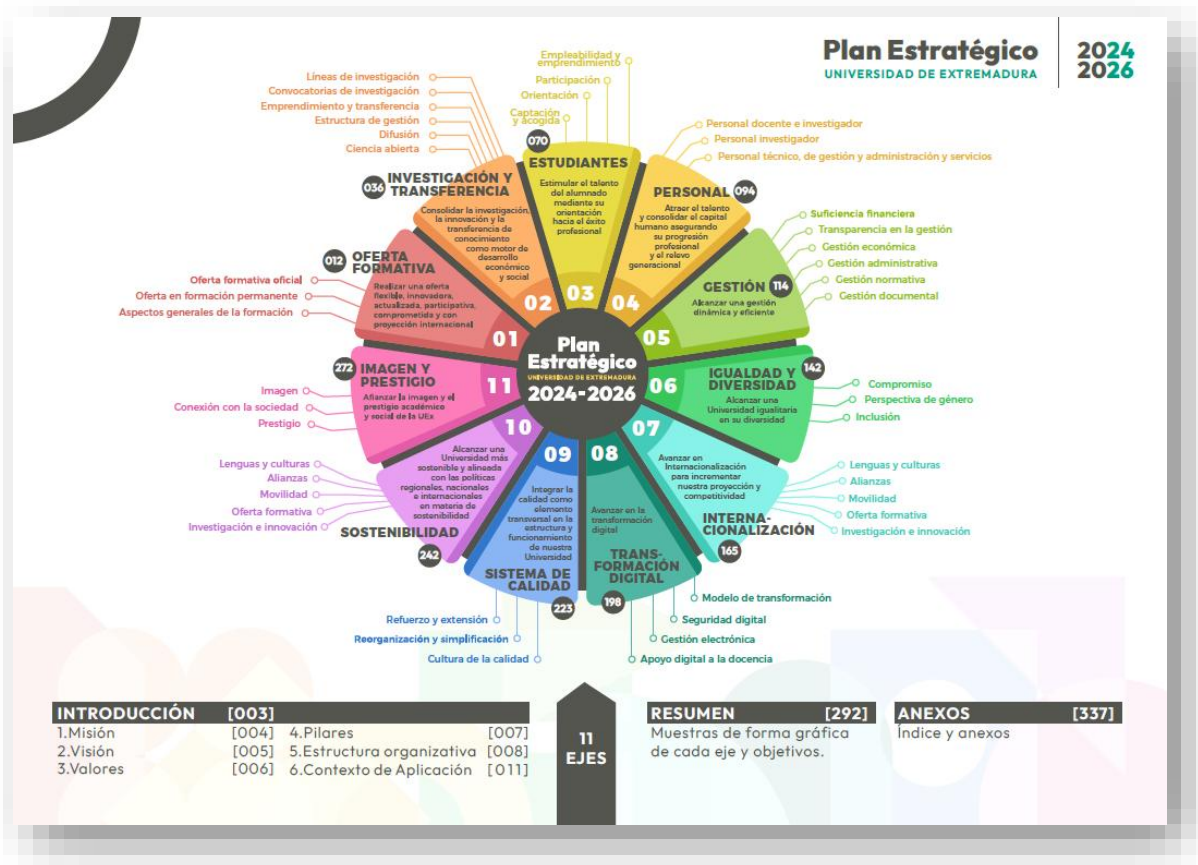 Plan Estratégico
UNIVERSIDAD DE EXTREMADURA
2024
2026
Líneas de investigación
Convocatorias de investigación
Emprendimiento y transferencia
Estructura de gestión
Difusión
Ciencia abierta
Empleabilidad y
emprendimiento
Participación
Orientación
Captación
y acogida
Personal docente e investigador
Personal investigador
Personal técnico, de gestión y administración y servicios
Suficiencia financiera
Transparencia en la gestión
Gestión económica
Gestión administrativa
Gestión normativa
Gestión documental
Oferta formativa oficial
Oferta en formación permanente
Aspectos generales de la formación
012
OFERTA
FORMATIVA
Realizar una oferta
flexible, innovadora,
actualizada, participativa,
comprometida y con
proyección internacional
01
036
INVESTIGACIÓN Y
TRANSFERENCIA
Consolidar la investigación,
la innovación y la
transferencia de
conocimiento
como motor de
desarrollo
económico
y social
02
070
ESTUDIANTES
Estimular el talento
del alumnado
mediante su
orientación
hacia el éxito
profesional
03
PERSONAL
094
Atraer el talento
y consolidar el capital
humano asegurando
su progresión
profesional
y el relevo
generacional
04
GESTIÓN
114
Alcanzar una gestión
dinámica y eficiente
05
Plan
Estratégico
UNIVERSIDAD DE EXTREMADURA
2024-2026
142
IGUALDAD Y
DIVERSIDAD
Alcanzar una
Universidad igualitaria
en su diversidad
06
Compromiso
Perspectiva de género
Inclusión
07
Avanzar en
Internacionalización
para incrementar
nuestra proyección y
competitividad
INTERNA-
CIONALIZACIÓN
165
Lenguas y culturas
Alianzas
Movilidad
Oferta formativa
Investigación e innovación
08
Avanzar en la
transformación
digital
TRANS-
FORMACIÓN
DIGITAL
198
Modelo de transformación
Seguridad digital
Gestión electrónica
Apoyo digital a la docencia
09
Integrar la
calidad como
elemento
transversal en la
estructura y
funcionamiento
de nuestra
Universidad
SISTEMA DE
CALIDAD
223
Refuerzo y extensión
Reorganización y simplificación
Cultura de la calidad
10
Alcanzar una
Universidad más
sostenible y alineada
con las políticas
regionales, nacionales
e internacionales
en materia de
sostenibilidad
SOSTENIBILIDAD
242
Lenguas y culturas
Alianzas
Movilidad
Oferta formativa
Investigación e innovación
272
IMAGEN Y
PRESTIGIO
Afianzar la imagen y el
prestigio académico
y social de la UEx
11
Imagen
Conexión con la sociedad
Prestigio
INTRODUCCIÓN [003]
1.Misión [004] 4.Pilares [007]
2.Visión [005] 5.Estructura organizativa [008]
3.Valores [006] 6.Contexto de Aplicación [011]
11
EJES
RESUMEN [292]
Muestras de forma gráfica
de cada eje y objetivos.
ANEXOS [337]
Índice y anexos